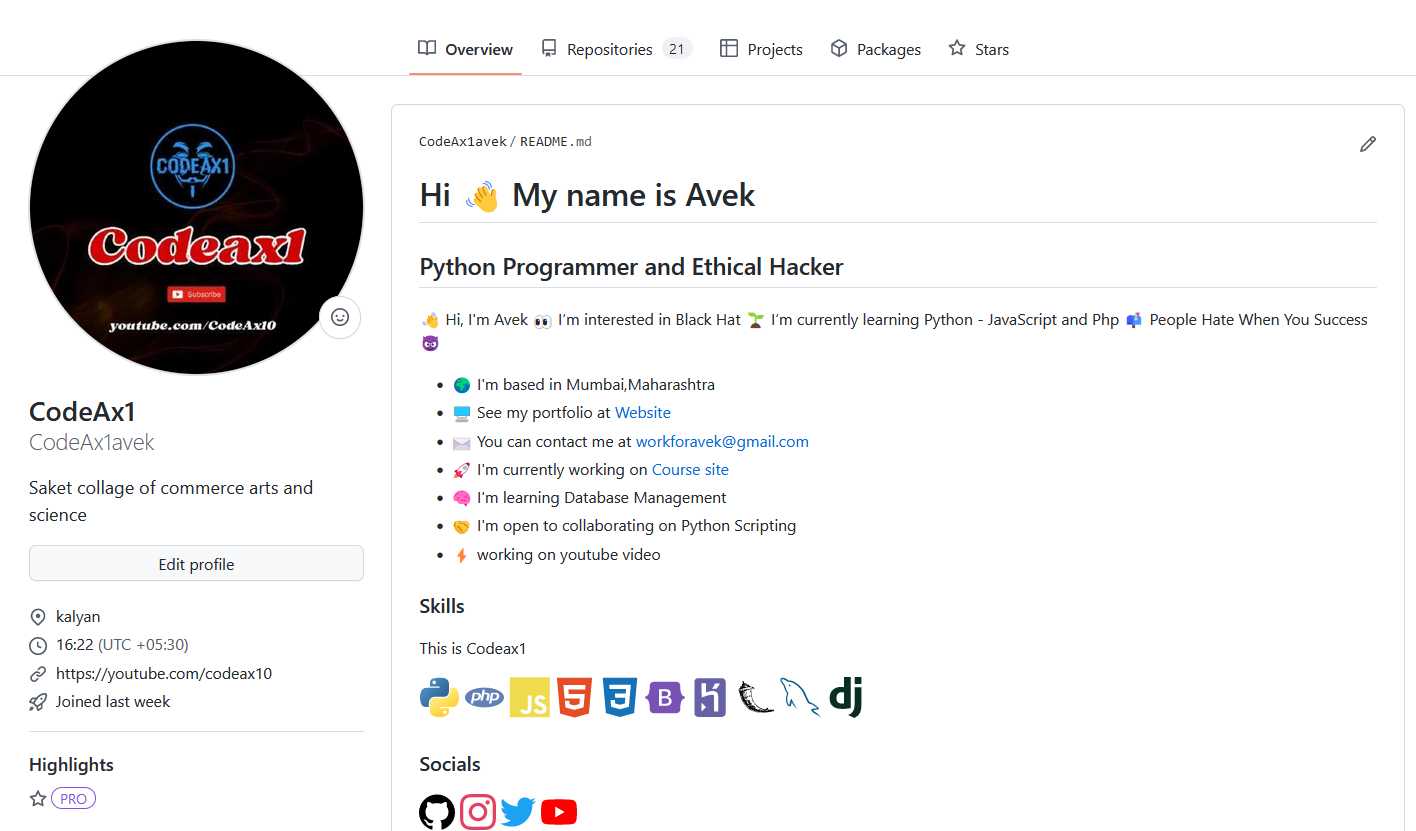 Overview
Repositories 21
Projects
Packages
Stars
CODEAX1
Codeax1
Subscribe
youtube.com/CodeAx10
CodeAx1
CodeAx1avek
Saket collage of commerce arts and
science
Edit profile
kalyan
16:22 (UTC +05:30)
https://youtube.com/codeax10
Joined last week
Highlights
PRO
CodeAx1avek / README.md
Hi 👋 My name is Avek
Python Programmer and Ethical Hacker
👋 Hi, I'm Avek 👀 I’m interested in Black Hat 🌱 I’m currently learning Python - JavaScript and Php 📫 People Hate When You Success
😈
• 🌍 I'm based in Mumbai,Maharashtra
• 🖥️ See my portfolio at Website
• ✉️ You can contact me at workforavek@gmail.com
• 🚀 I'm currently working on Course site
• 🧠 I'm learning Database Management
• 🤝 I'm open to collaborating on Python Scripting
• ⚡ working on youtube video
Skills
This is Codeax1
php
JS
5
3
B
dj
Socials